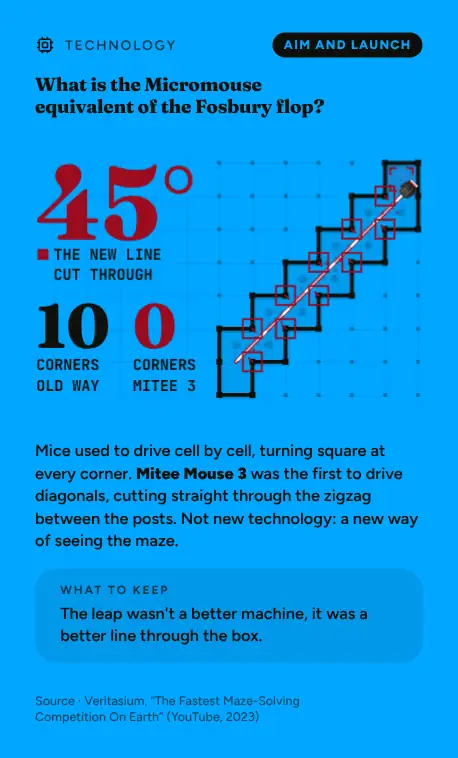 TECHNOLOGY
AIM AND LAUNCH
What is the Micromouse
equivalent of the Fosbury flop?
45°
THE NEW LINE
CUT THROUGH
10
CORNERS
OLD WAY
0
CORNERS
MITEE 3
Mice used to drive cell by cell, turning square at
every corner. Mitee Mouse 3 was the first to drive
diagonals, cutting straight through the zigzag
between the posts. Not new technology: a new way
of seeing the maze.
WHAT TO KEEP
The leap wasn't a better machine, it was a
better line through the box.
Source · Veritasium, "The Fastest Maze-Solving
Competition On Earth" (YouTube, 2023)